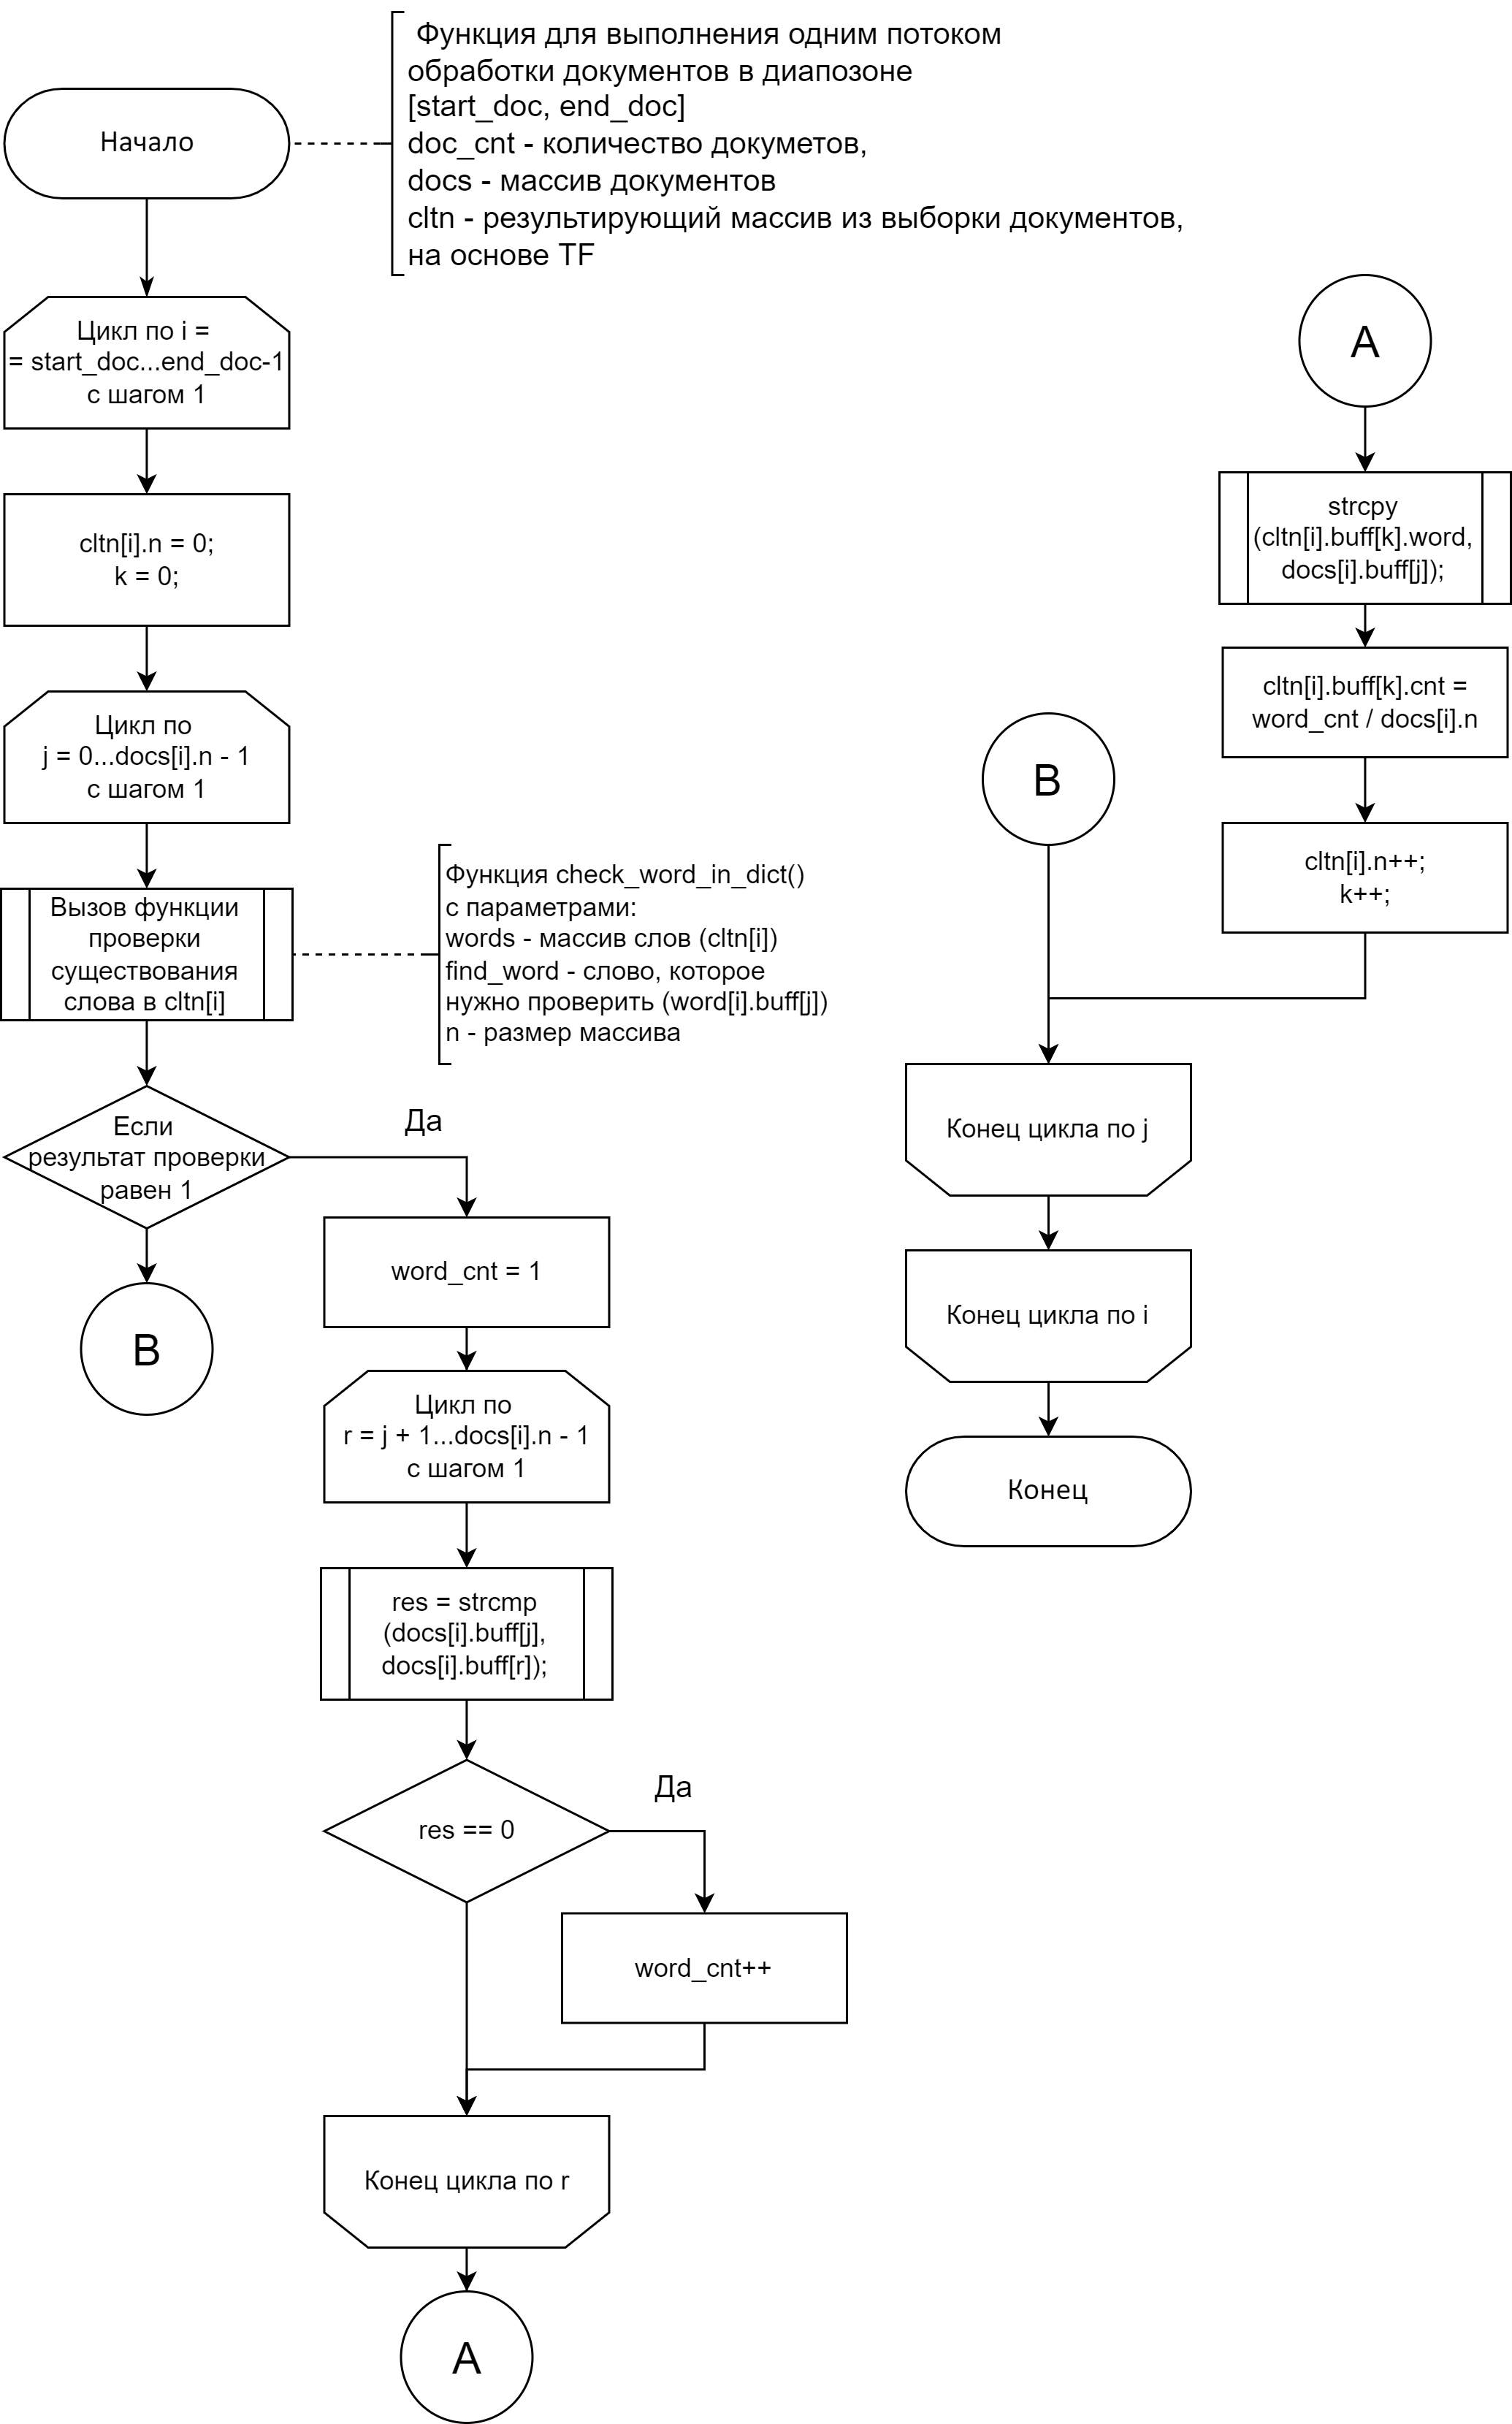 Начало
Функция для выполнения одним потоком
обработки документов в диапозоне
[start_doc, end_doc]
doc_cnt - количество докуметов,
docs - массив документов
cltn - результирующий массив из выборки документов,
на основе TF
Цикл по i =
= start_doc...end_doc-1
с шагом 1
cltn[i].n = 0;
k = 0;
Цикл по
j = 0...docs[i].n - 1
с шагом 1
Вызов функции
проверки
существования
слова в cltn[i]
Функция check_word_in_dict()
с параметрами:
words - массив слов (cltn[i])
find_word - слово, которое
нужно проверить (word[i].buff[j])
n - размер массива
Если
результат проверки
равен 1
Да
B
word_cnt = 1
Цикл по
r = j + 1...docs[i].n - 1
с шагом 1
res = strcmp
(docs[i].buff[j],
docs[i].buff[r]);
res == 0
Да
word_cnt++
Конец цикла по r
A
A
strcpy
(cltn[i].buff[k].word,
docs[i].buff[j]);
cltn[i].buff[k].cnt =
word_cnt / docs[i].n
cltn[i].n++;
k++;
B
Конец цикла по j
Конец цикла по i
Конец